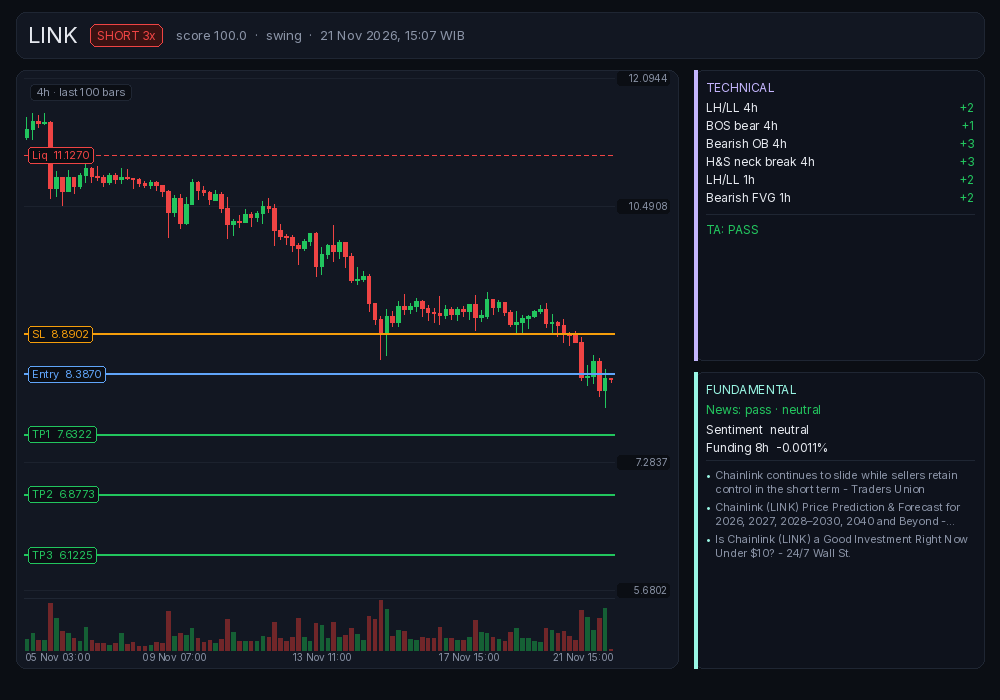 LINK SHORT 3x score 100.0 · swing · 21 Nov 2026, 15:07 WIB
4h · last 100 bars
12.0944
Liq 11.1270
10.4908
SL 8.8902
Entry 8.3870
TP1 7.6322
7.2837
TP2 6.8773
TP3 6.1225
5.6802
05 Nov 03:00 09 Nov 07:00 13 Nov 11:00 17 Nov 15:00 21 Nov 15:00
TECHNICAL
LH/LL 4h +2
BOS bear 4h +1
Bearish OB 4h +3
H&S neck break 4h +3
LH/LL 1h +2
Bearish FVG 1h +2
TA: PASS
FUNDAMENTAL
News: pass · neutral
Sentiment neutral
Funding 8h -0.0011%
• Chainlink continues to slide while sellers retain
control in the short term - Traders Union
• Chainlink (LINK) Price Prediction & Forecast for
2026, 2027, 2028–2030, 2040 and Beyond -...
• Is Chainlink (LINK) a Good Investment Right Now
Under $10? - 24/7 Wall St.